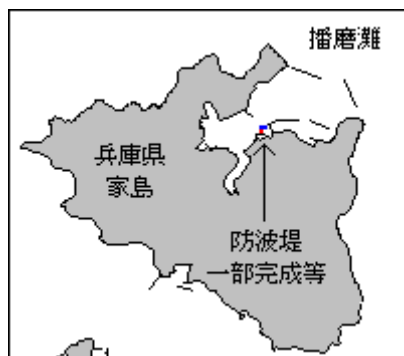 播磨灘
兵庫県
家島
防波堤
一部完成等